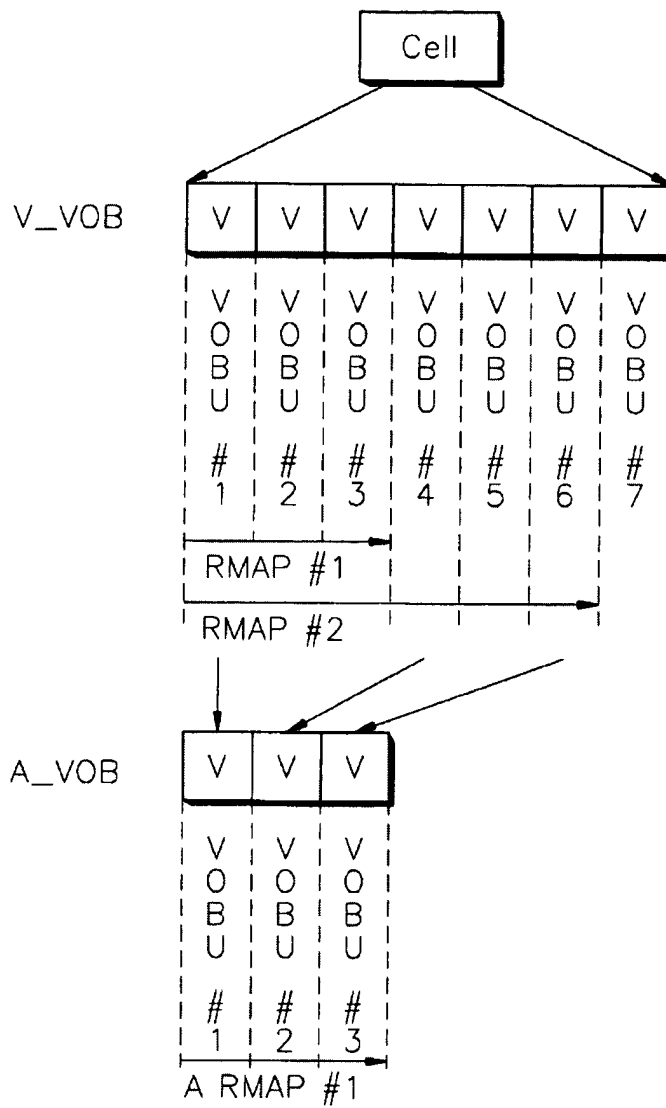 Cell
V_VOB V V V V V V V
VOBU #1 VOBU #2 VOBU #3 VOBU #4 VOBU #5 VOBU #6 VOBU #7
RMAP #1
RMAP #2
A_VOB V V V
VOBU #1 VOBU #2 VOBU #3
A RMAP #1